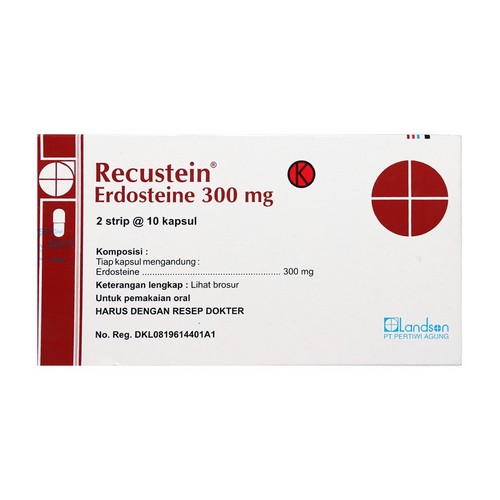 Recustein®
Erdosteine 300 mg
K
2 strip @ 10 kapsul
Komposisi :
Tiap kapsul mengandung :
Erdosteine ................................................ 300 mg
Keterangan lengkap : Lihat brosur
Untuk pemakaian oral
HARUS DENGAN RESEP DOKTER
No. Reg. DKL0819614401A1
Landson
PT PERTIWI AGUNG